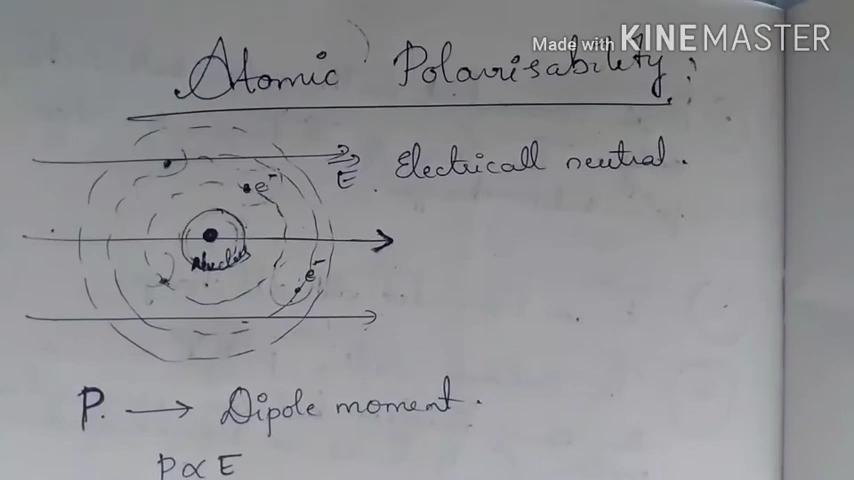 Made with KINEMASTER
Atomic Polarisability:
E
Electricall neutral.
e⁻
Nucleus
e⁻
P. → Dipole moment.
P ∝ E